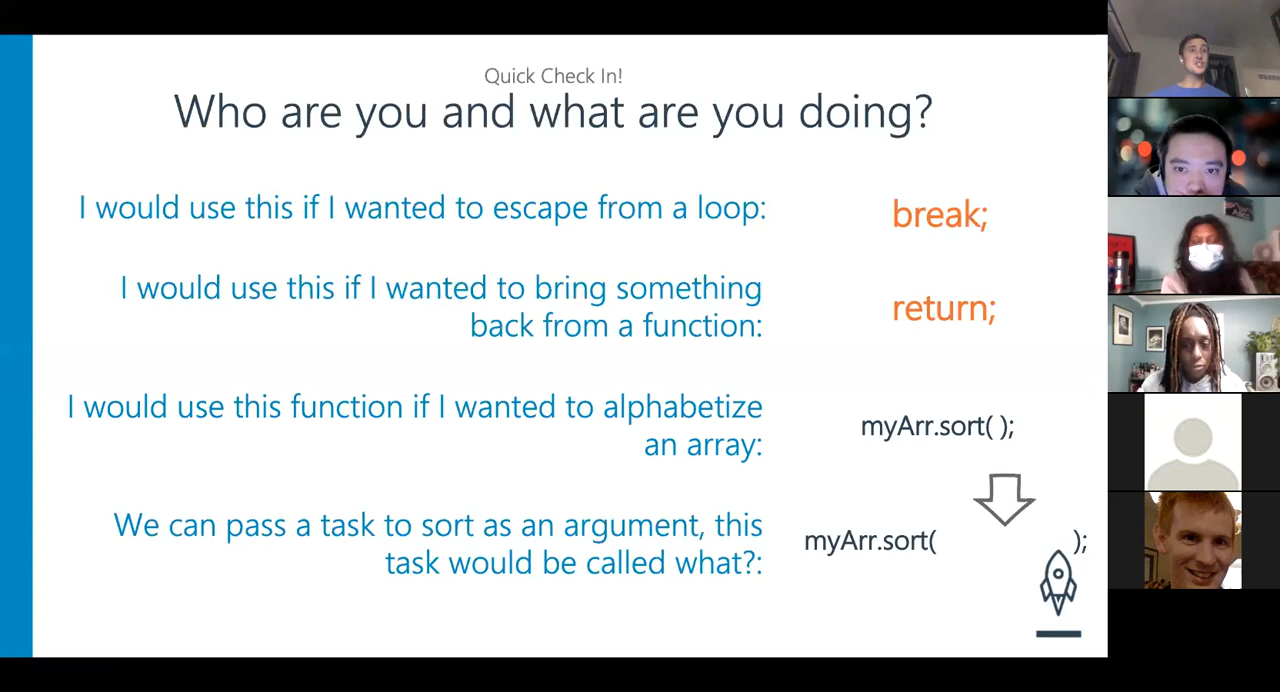 Quick Check In!
Who are you and what are you doing?
I would use this if I wanted to escape from a loop:
break;
I would use this if I wanted to bring something
back from a function:
return;
I would use this function if I wanted to alphabetize
an array:
myArr.sort( );
We can pass a task to sort as an argument, this
task would be called what?:
myArr.sort( );